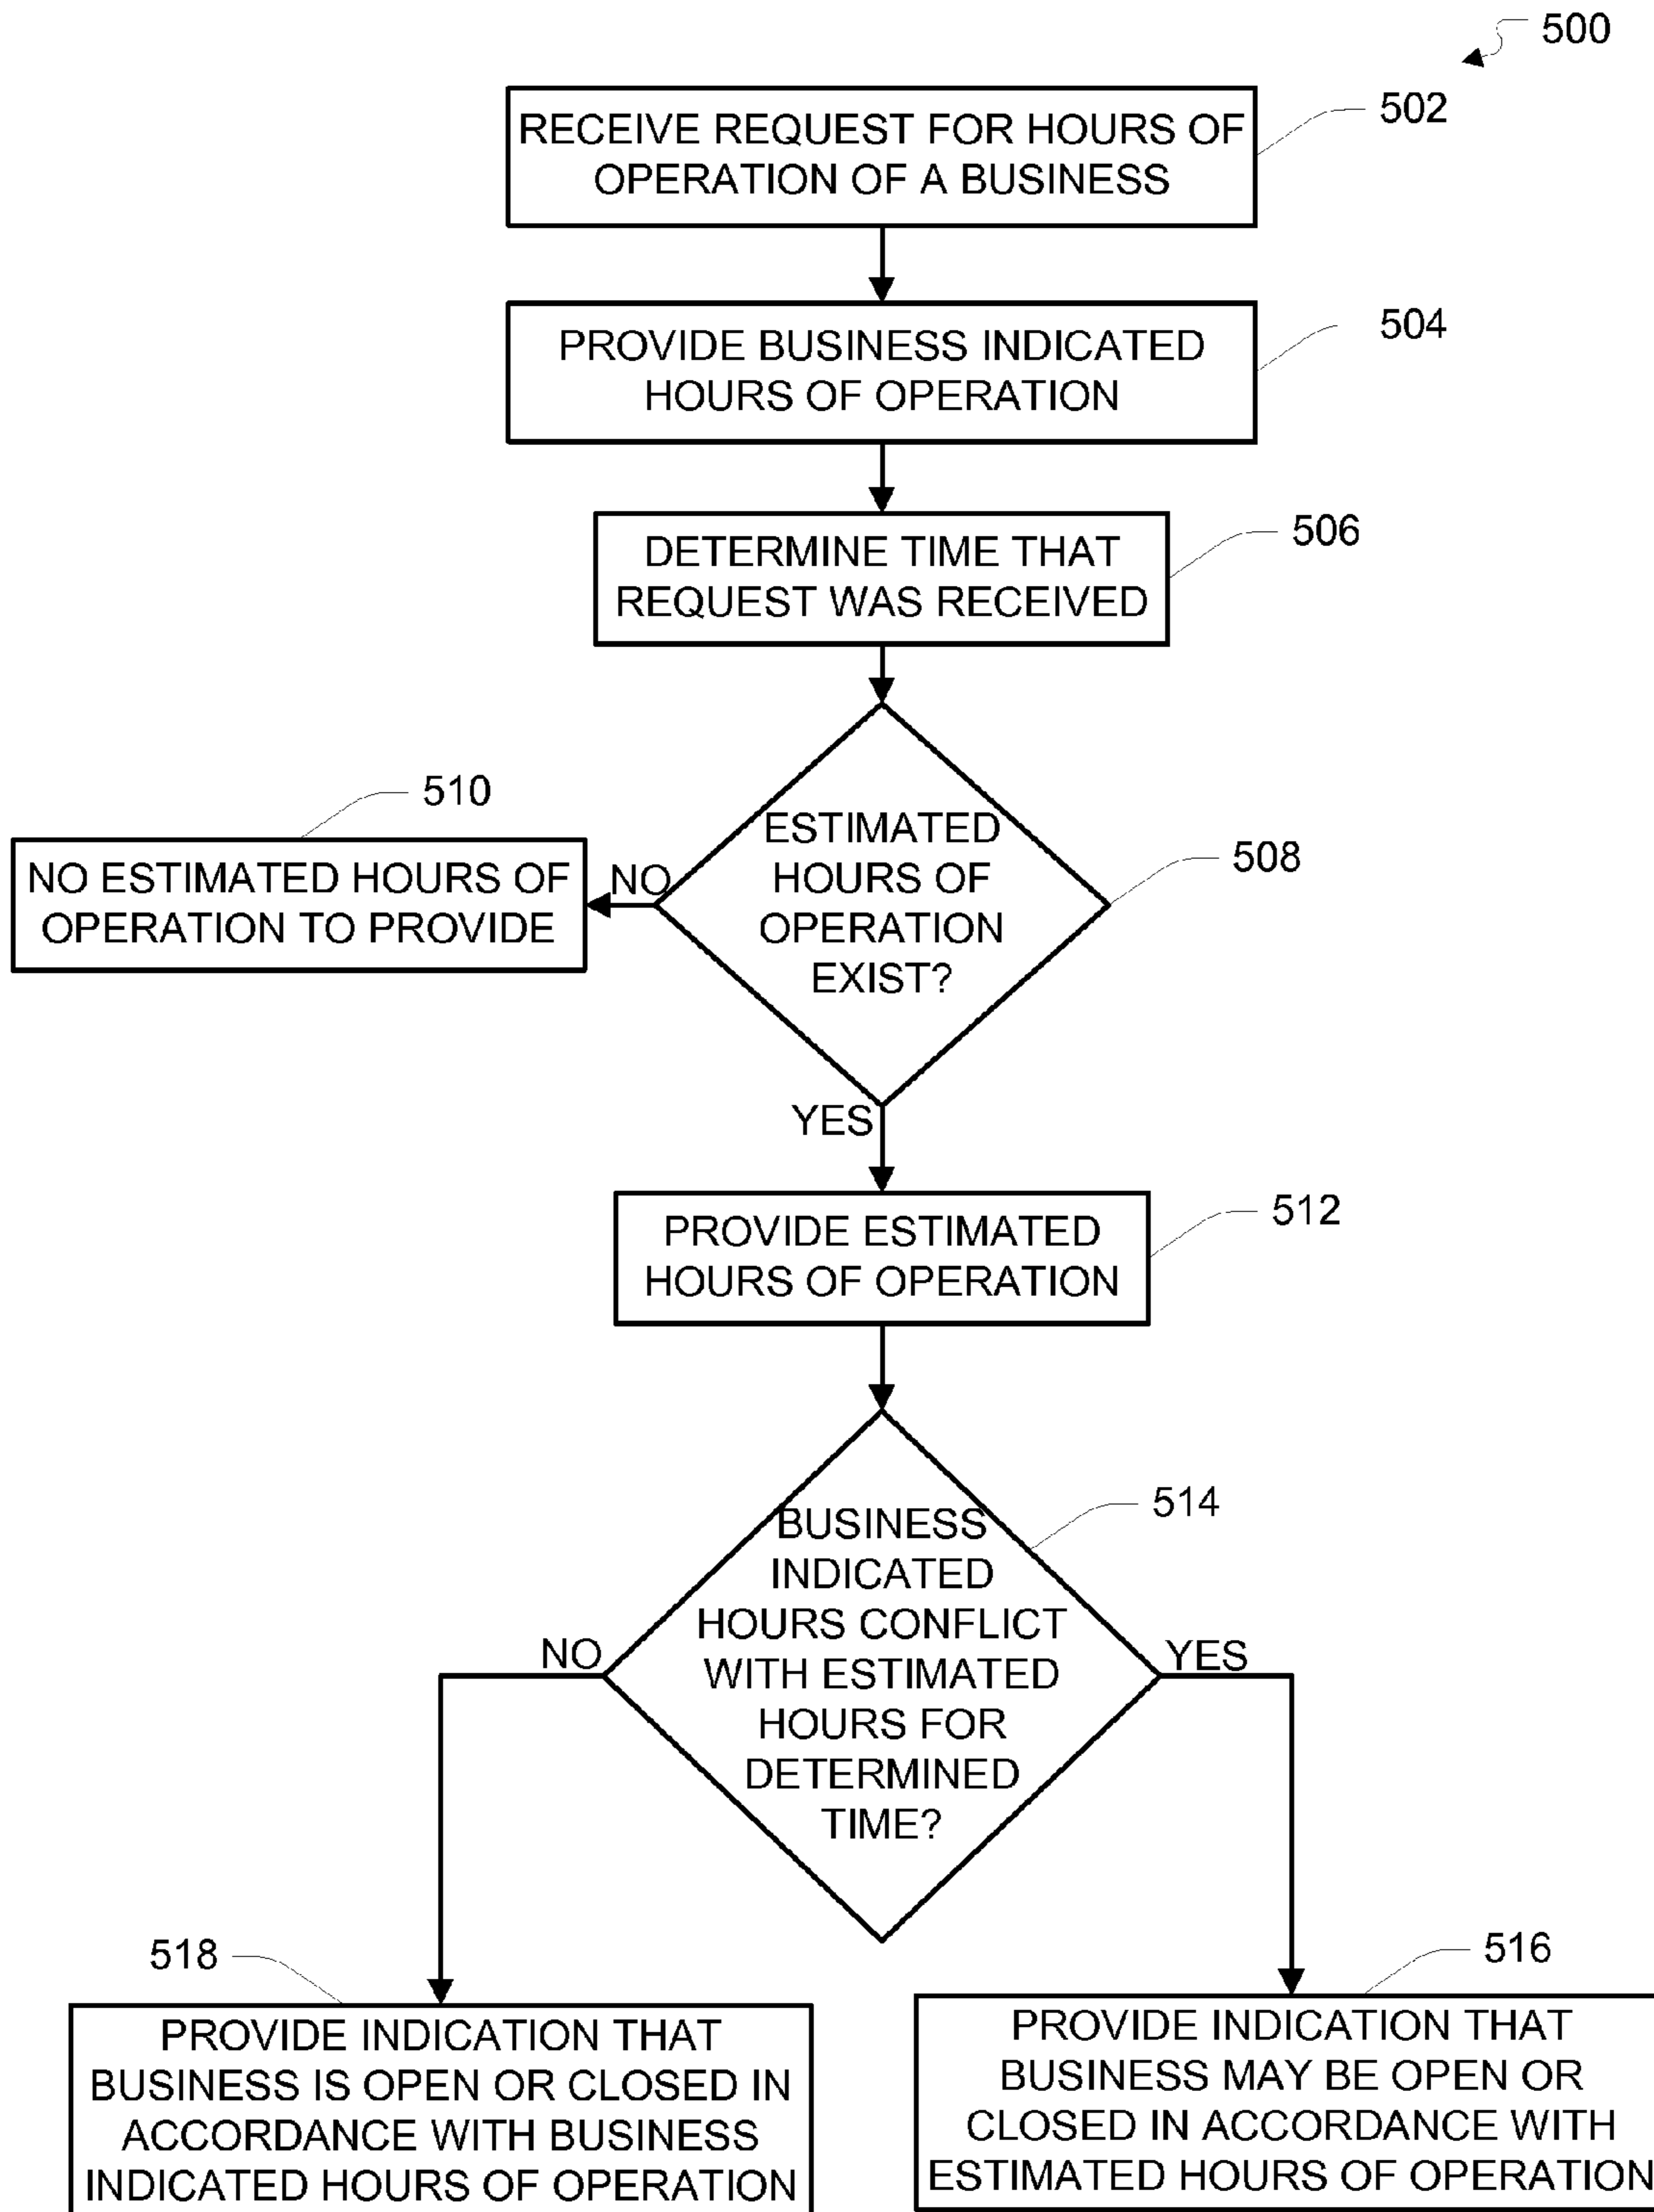 500
RECEIVE REQUEST FOR HOURS OF
OPERATION OF A BUSINESS
502
PROVIDE BUSINESS INDICATED
HOURS OF OPERATION
504
DETERMINE TIME THAT
REQUEST WAS RECEIVED
506
ESTIMATED
HOURS OF
OPERATION
EXIST?
508
NO
510
NO ESTIMATED HOURS OF
OPERATION TO PROVIDE
YES
PROVIDE ESTIMATED
HOURS OF OPERATION
512
BUSINESS
INDICATED
HOURS CONFLICT
WITH ESTIMATED
HOURS FOR
DETERMINED
TIME?
514
NO
YES
518
PROVIDE INDICATION THAT
BUSINESS IS OPEN OR CLOSED IN
ACCORDANCE WITH BUSINESS
INDICATED HOURS OF OPERATION
516
PROVIDE INDICATION THAT
BUSINESS MAY BE OPEN OR
CLOSED IN ACCORDANCE WITH
ESTIMATED HOURS OF OPERATION